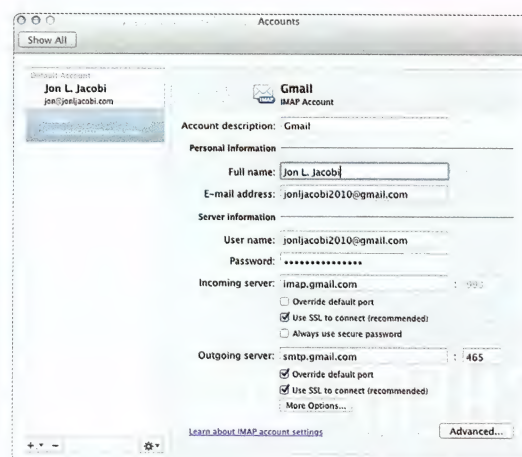 Accounts
Show All
Default Account
Jon L. Jacobi
jon@jonljacobi.com
Gmail
IMAP
IMAP Account
Account description: Gmail
Personal Information
Full name: Jon L. Jacobi
E-mail address: jonljacobi2010@gmail.com
Server information
User name: jonljacobi2010@gmail.com
Password: •••••••••••••••
Incoming server: imap.gmail.com : 993
Override default port
Use SSL to connect (recommended)
Always use secure password
Outgoing server: smtp.gmail.com : 465
Override default port
Use SSL to connect (recommended)
More Options...
Learn about IMAP account settings
Advanced...